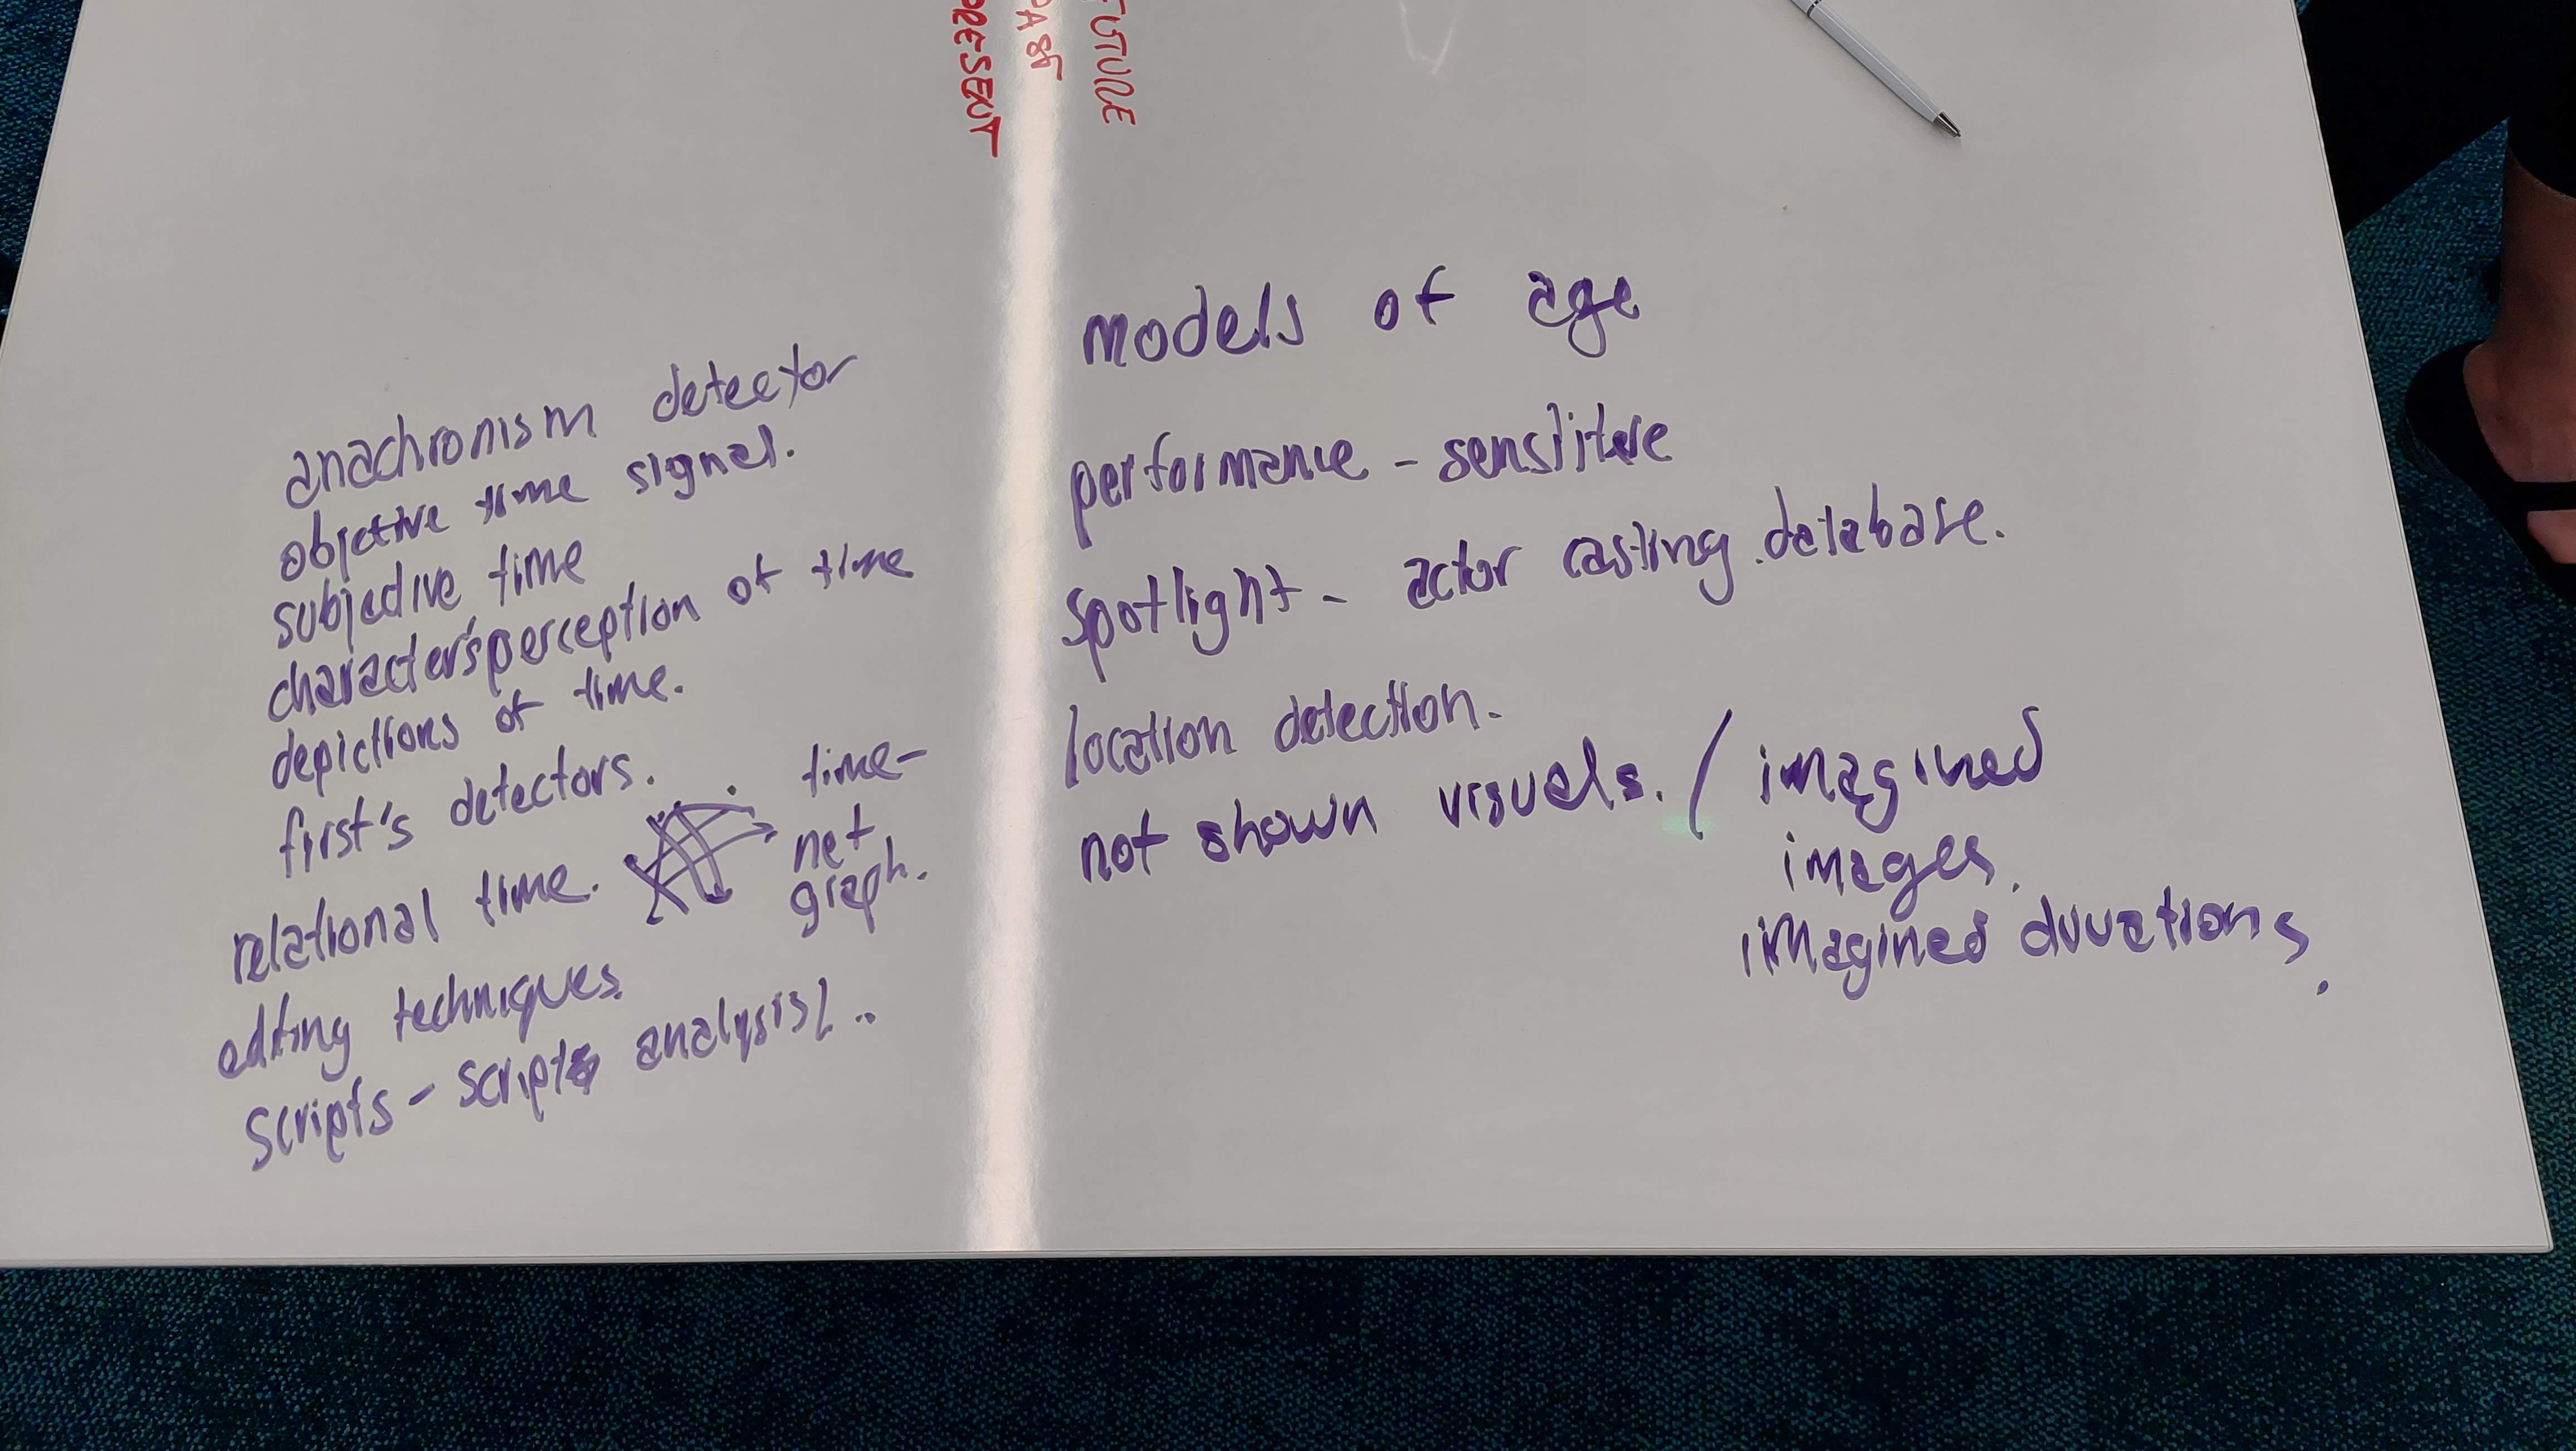 FUTURE
PAST
PRESENT
anachronism detector
objective time signal.
subjective time
character's perception of time
depictions of time.
first's detectors.
relational time.
time-
net
graph.
editing techniques.
scripts - script analysis/..
models of age
performance - sensitive
spotlight - actor casting database.
location detection.
not shown visuals. / imagined
images.
imagined durations.